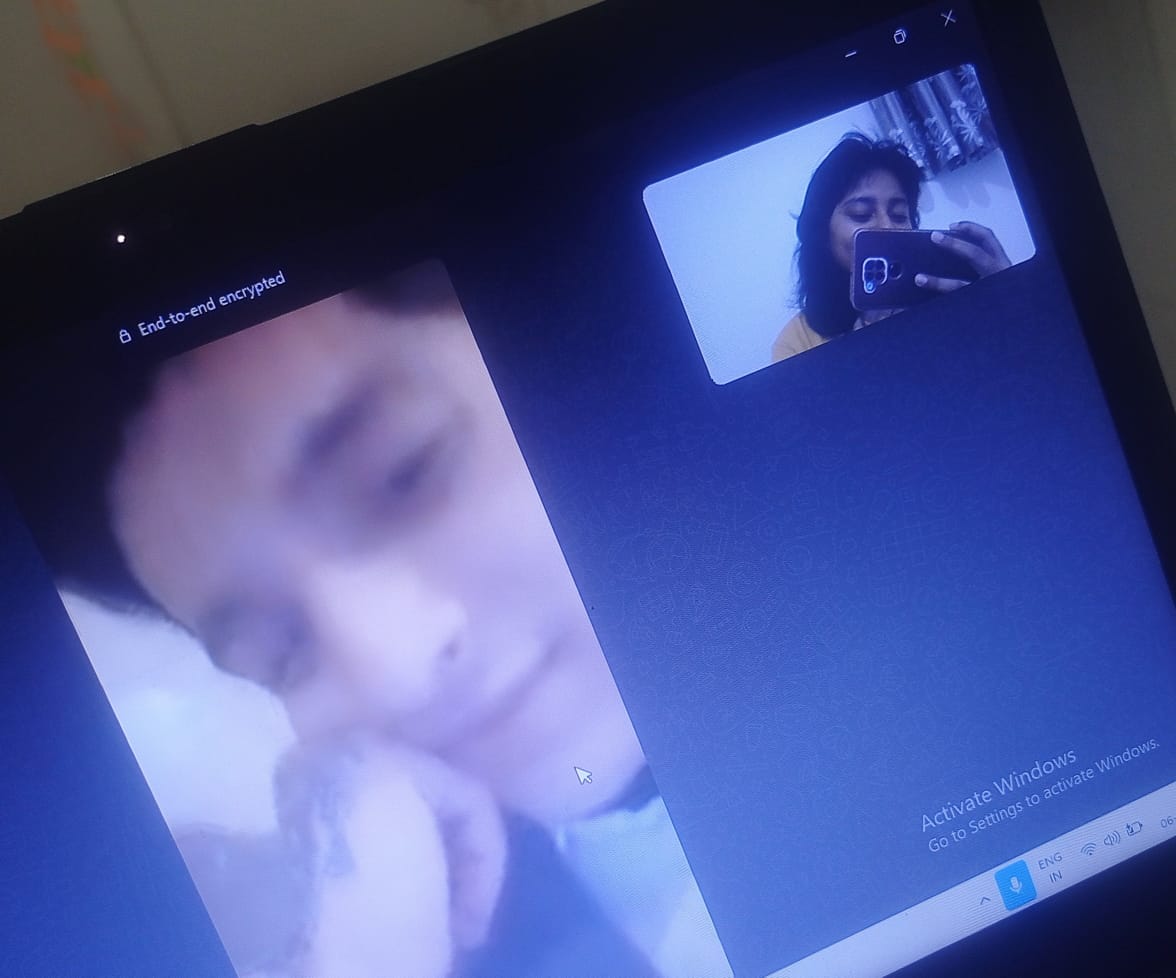 End-to-end encrypted
Activate Windows
Go to Settings to activate Windows.
ENG
IN